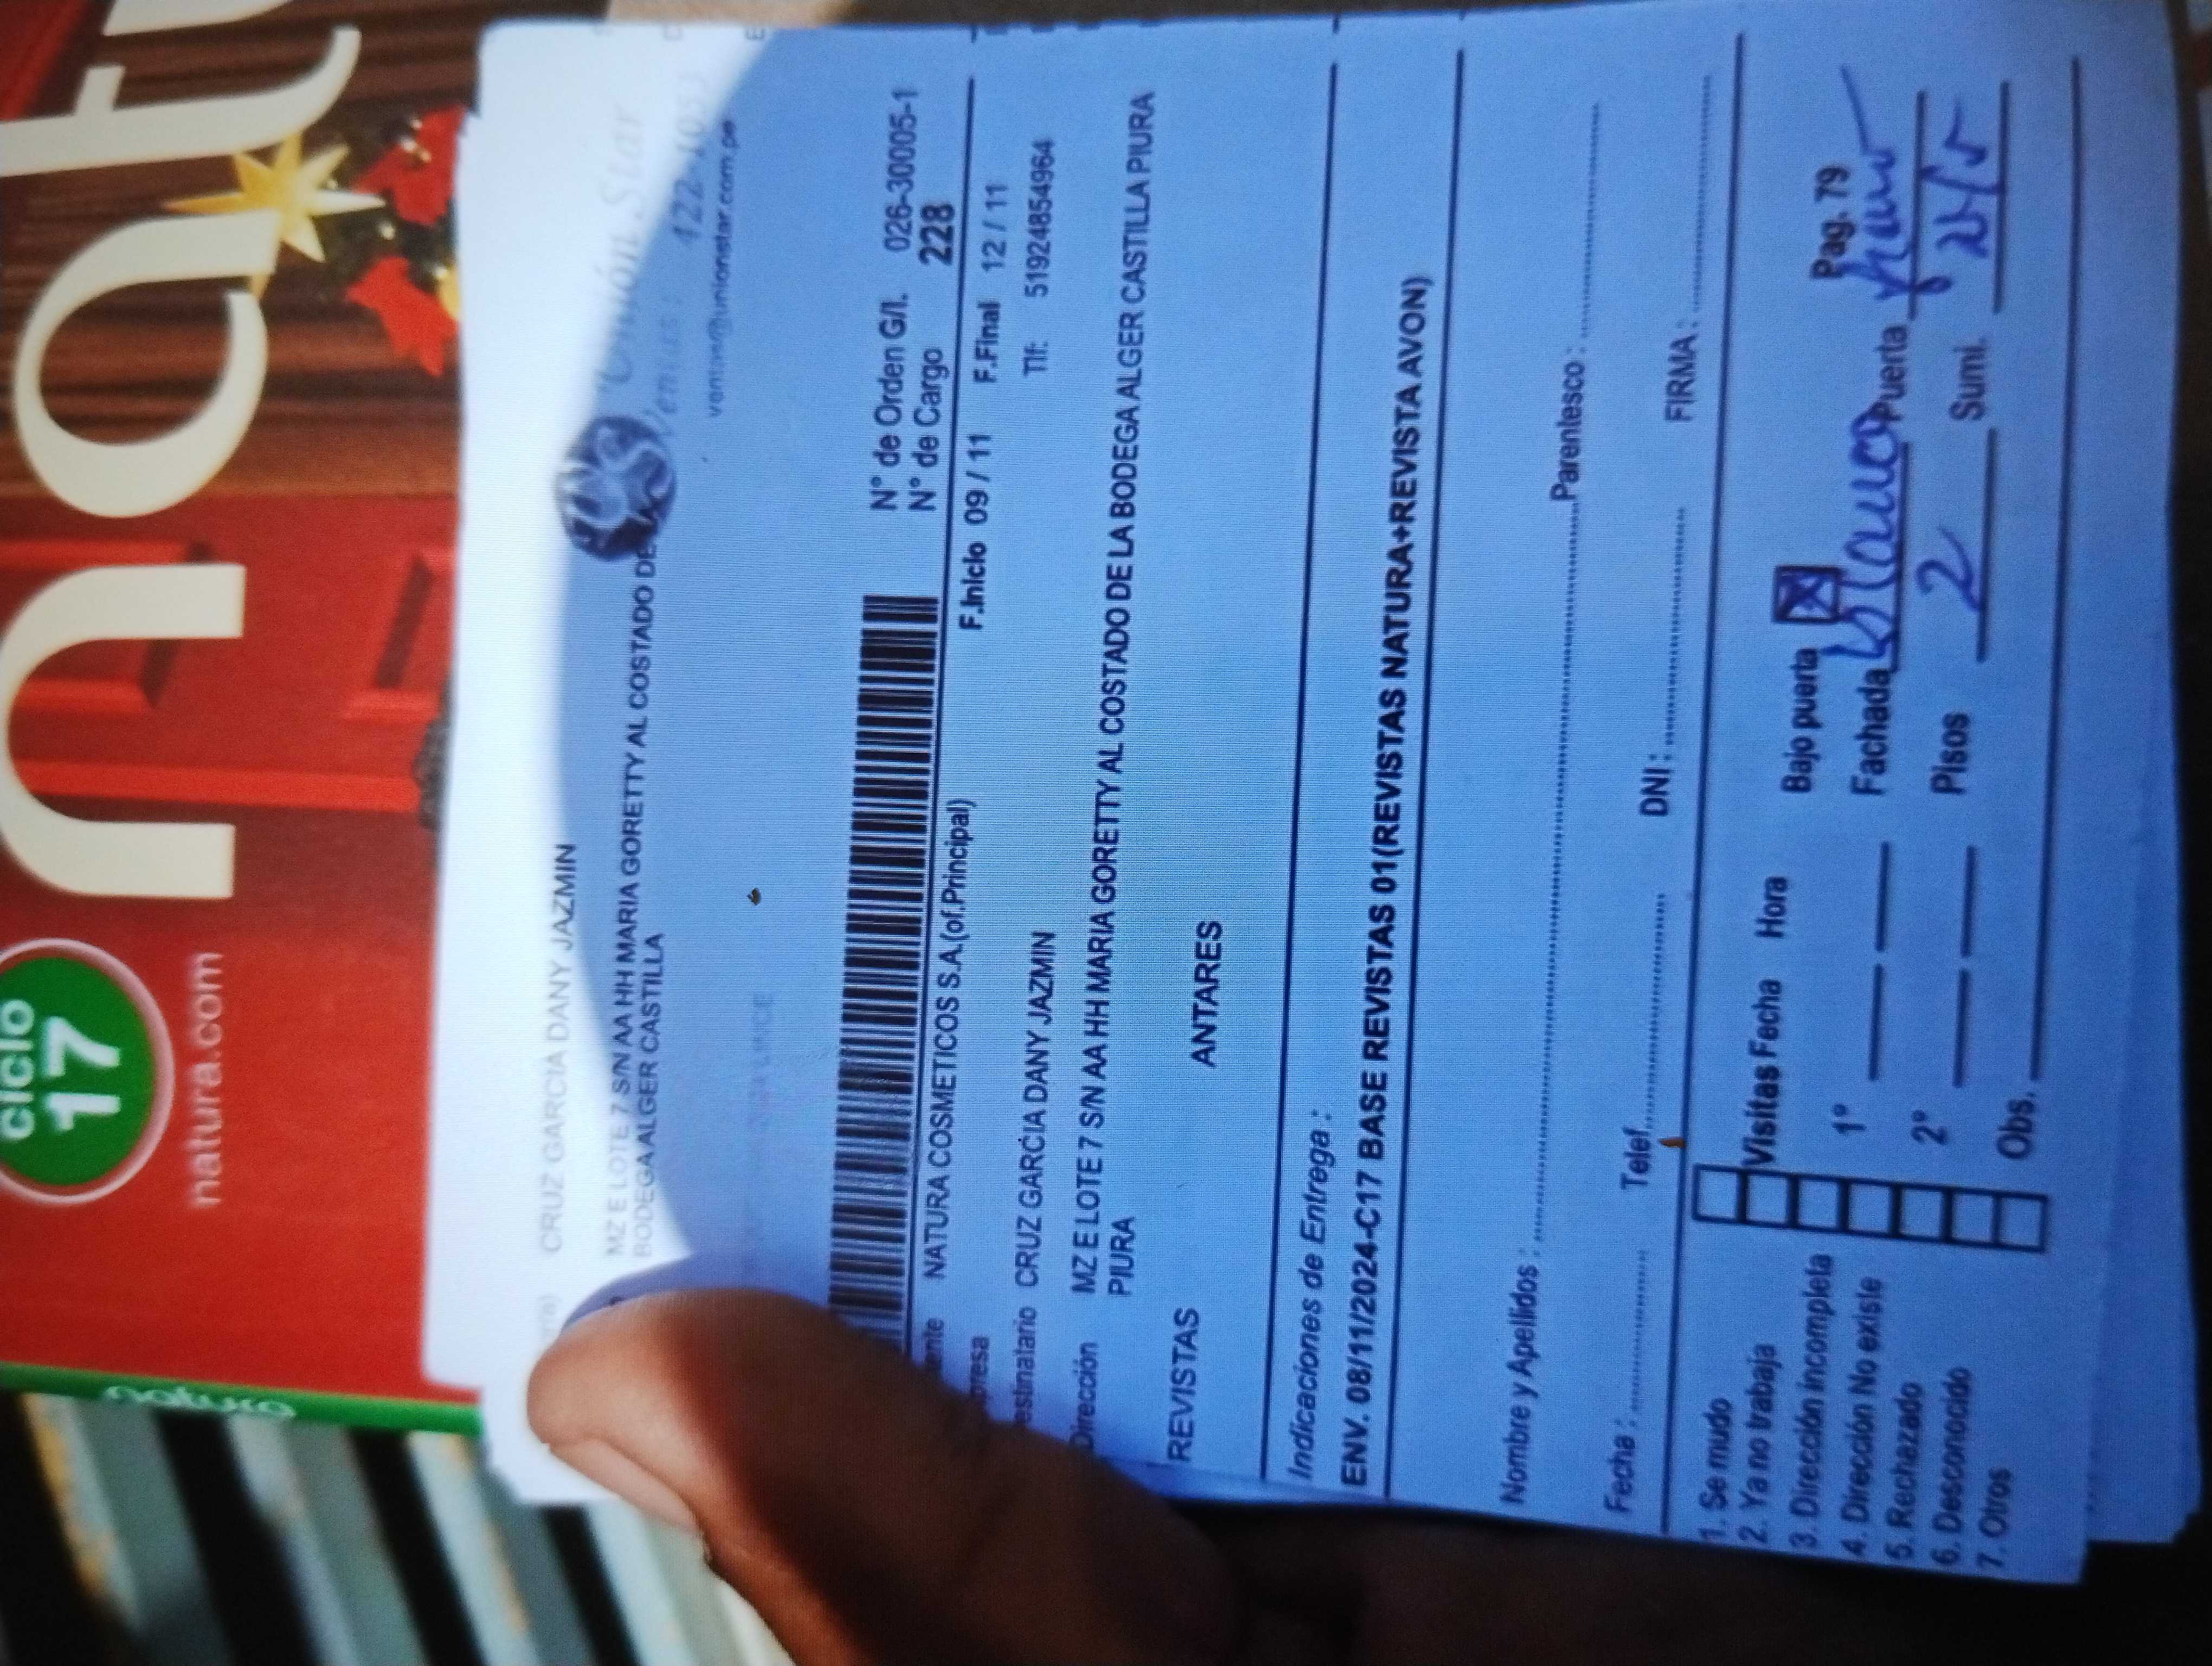 ciclo
17
natura.com
natu
natura
CRUZ GARCIA DANY JAZMIN
MZ E LOTE 7 S/N AA HH MARIA GORETTY AL COSTADO DE LA
BODEGA ALGER CASTILLA
Unión Star
Ventas :
ventas@unionstar.com.pe
N° de Orden G/I. 026-30005-1
N° de Cargo 228
NATURA COSMETICOS S.A.(of.Principal)
F.Inicio 09 / 11 F.Final 12 / 11
estinatario CRUZ GARCIA DANY JAZMIN Tlf: 51924854964
Dirección MZ E LOTE 7 S/N AA HH MARIA GORETTY AL COSTADO DE LA BODEGA ALGER CASTILLA PIURA
PIURA
REVISTAS ANTARES
Indicaciones de Entrega :
ENV. 08/11/2024-C17 BASE REVISTAS 01(REVISTAS NATURA+REVISTA AVON)
Nombre y Apellidos : Parentesco :
Fecha : Telef. DNI : FIRMA :
1. Se mudo
2. Ya no trabaja
3. Dirección incompleta
4. Dirección No existe
5. Rechazado
6. Desconocido
7. Otros
Visitas Fecha Hora
1°
2°
Obs.
Bajo puerta X Pag. 79
Fachada blanco Puerta
Pisos 2 Sumi.